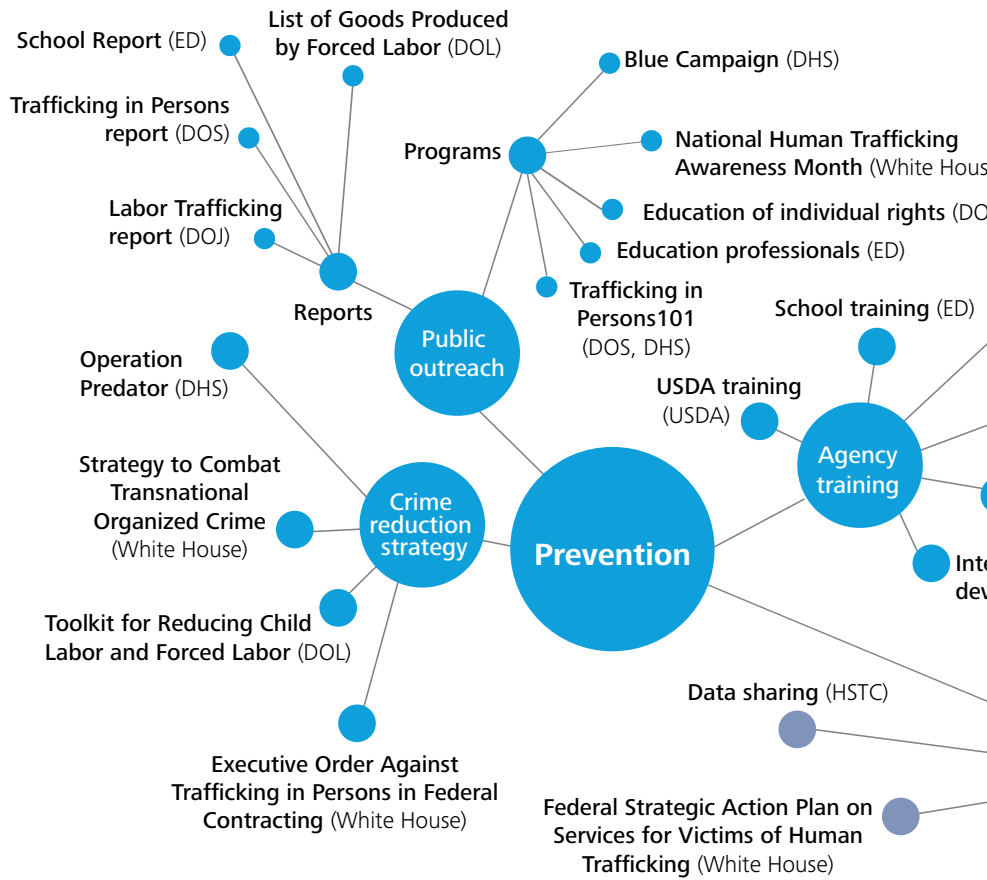 School Report (ED)
List of Goods Produced
by Forced Labor (DOL)
Trafficking in Persons
report (DOS)
Labor Trafficking
report (DOJ)
Reports
Programs
Blue Campaign (DHS)
National Human Trafficking
Awareness Month (White
Education of individual rights
Education professionals (ED)
Trafficking in
Persons101
(DOS, DHS)
Public
outreach
School training (ED)
USDA training
(USDA)
Agency
training
Operation
Predator (DHS)
Strategy to Combat
Transnational
Organized Crime
(White House)
Crime
reduction
strategy
Prevention
Toolkit for Reducing Child
Labor and Forced Labor (DOL)
Executive Order Against
Trafficking in Persons in Federal
Contracting (White House)
Data sharing (HSTC)
Federal Strategic Action Plan on
Services for Victims of Human
Trafficking (White House)